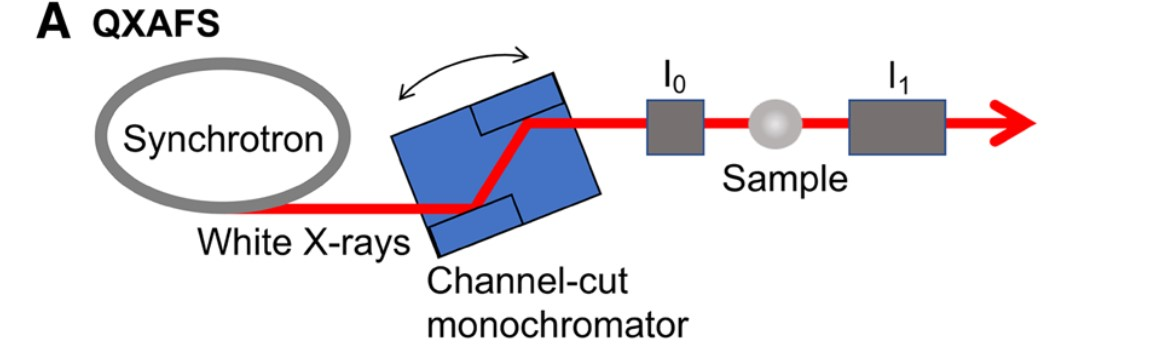 A QXAFS
Synchrotron
White X-rays
Channel-cut
monochromator
I₀
Sample
I₁